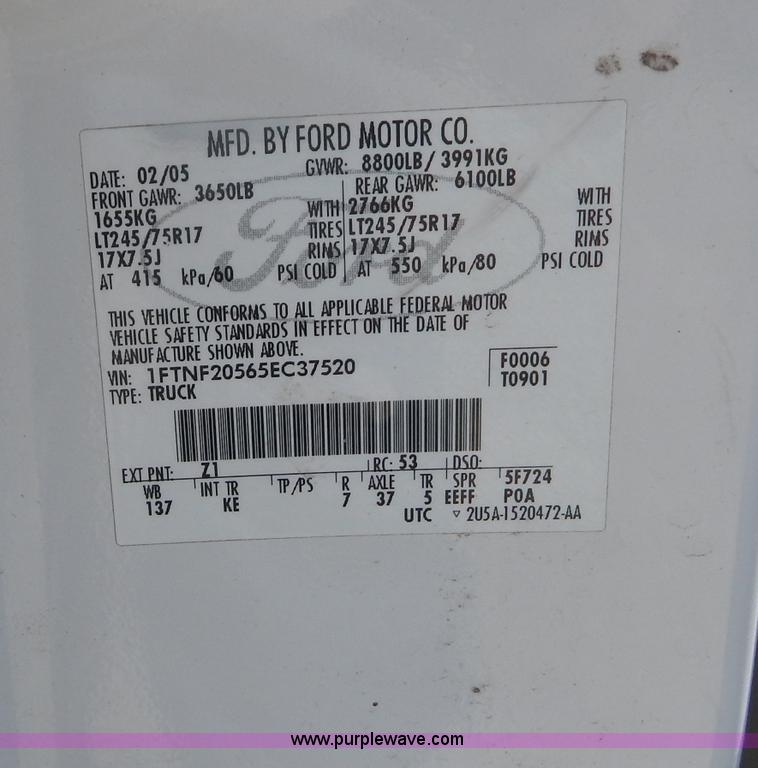 MFD. BY FORD MOTOR CO.
DATE: 02/05 GVWR: 8800LB/ 3991KG
FRONT GAWR: 3650LB REAR GAWR: 6100LB
1655KG WITH 2766KG WITH
LT245/75R17 TIRES LT245/75R17 TIRES
17X7.5J RIMS 17X7.5J RIMS
AT 415 kPa/60 PSI COLD AT 550 kPa/80 PSI COLD
Ford
THIS VEHICLE CONFORMS TO ALL APPLICABLE FEDERAL MOTOR
VEHICLE SAFETY STANDARDS IN EFFECT ON THE DATE OF
MANUFACTURE SHOWN ABOVE.
VIN: 1FTNF20565EC37520 F0006
TYPE: TRUCK T0901
EXT PNT: Z1 RC: 53 DSO:
WB INT TR TP/PS R AXLE TR SPR 5F724
137 KE 7 37 5 EEFF POA
UTC ▽ 2U5A-1520472-AA
www.purplewave.com